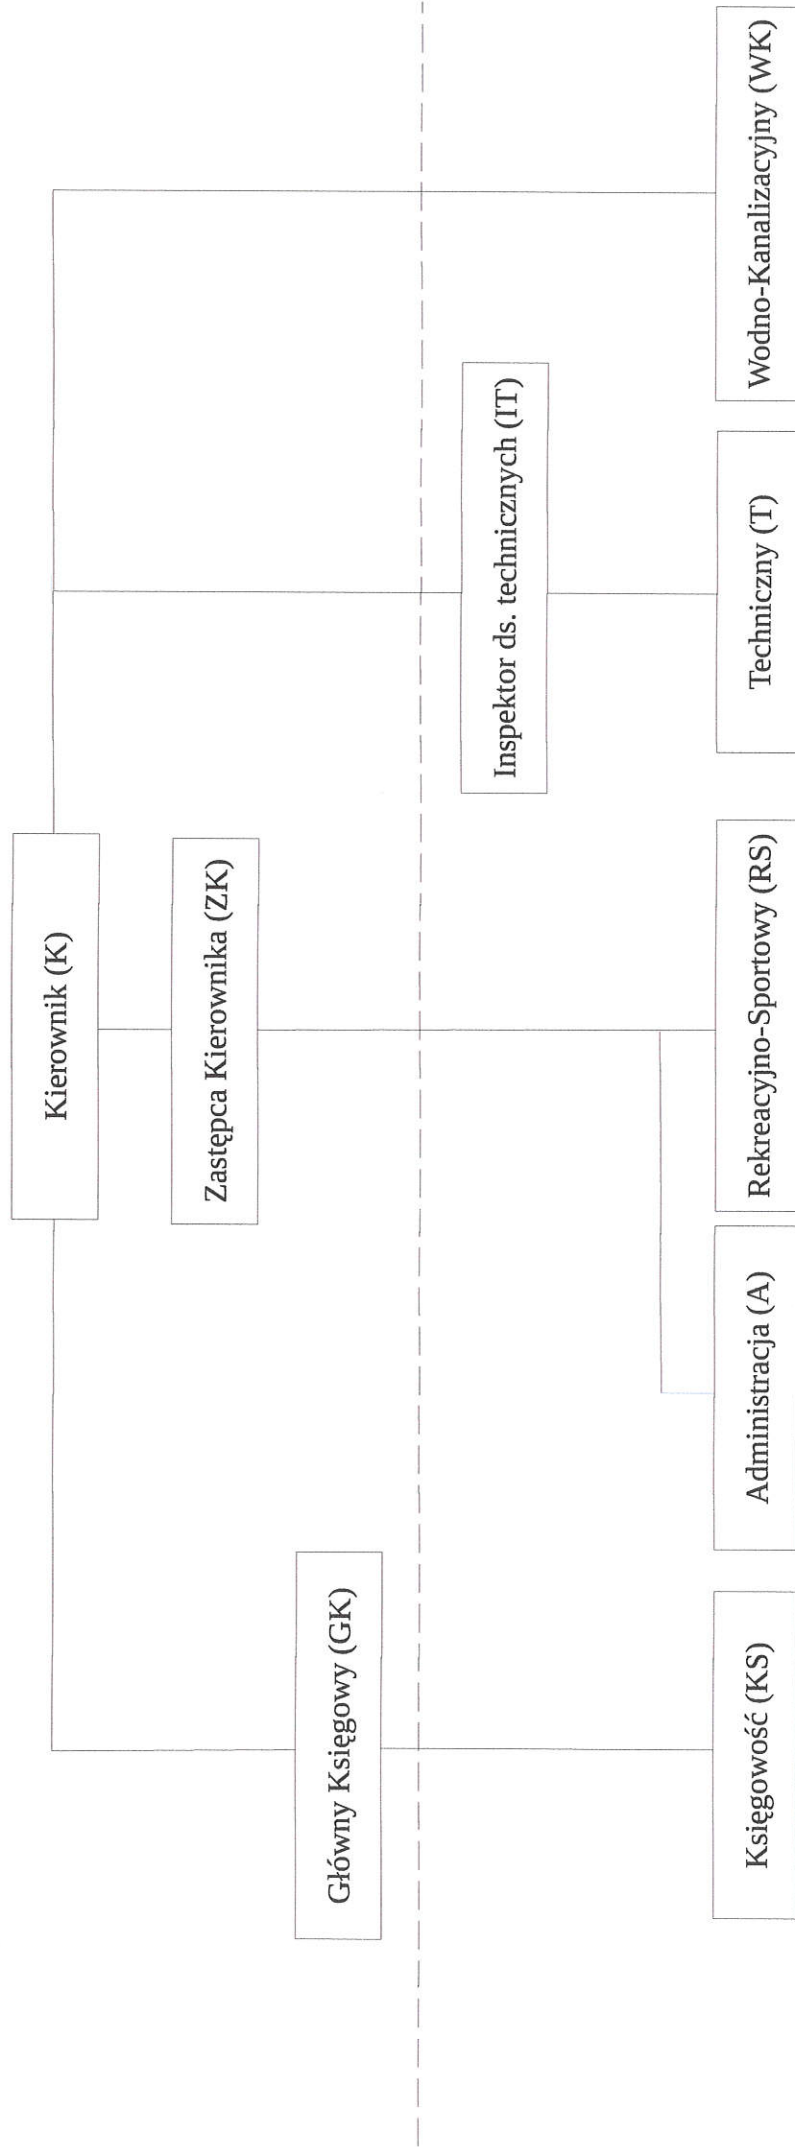 Kierownik (K)
Zastępca Kierownika (ZK)
Główny Księgowy (GK)
Inspektor ds. technicznych (IT)
Księgowość (KS)
Administracja (A)
Rekreacyjno-Sportowy (RS)
Techniczny (T)
Wodno-Kanalizacyjny (WK)